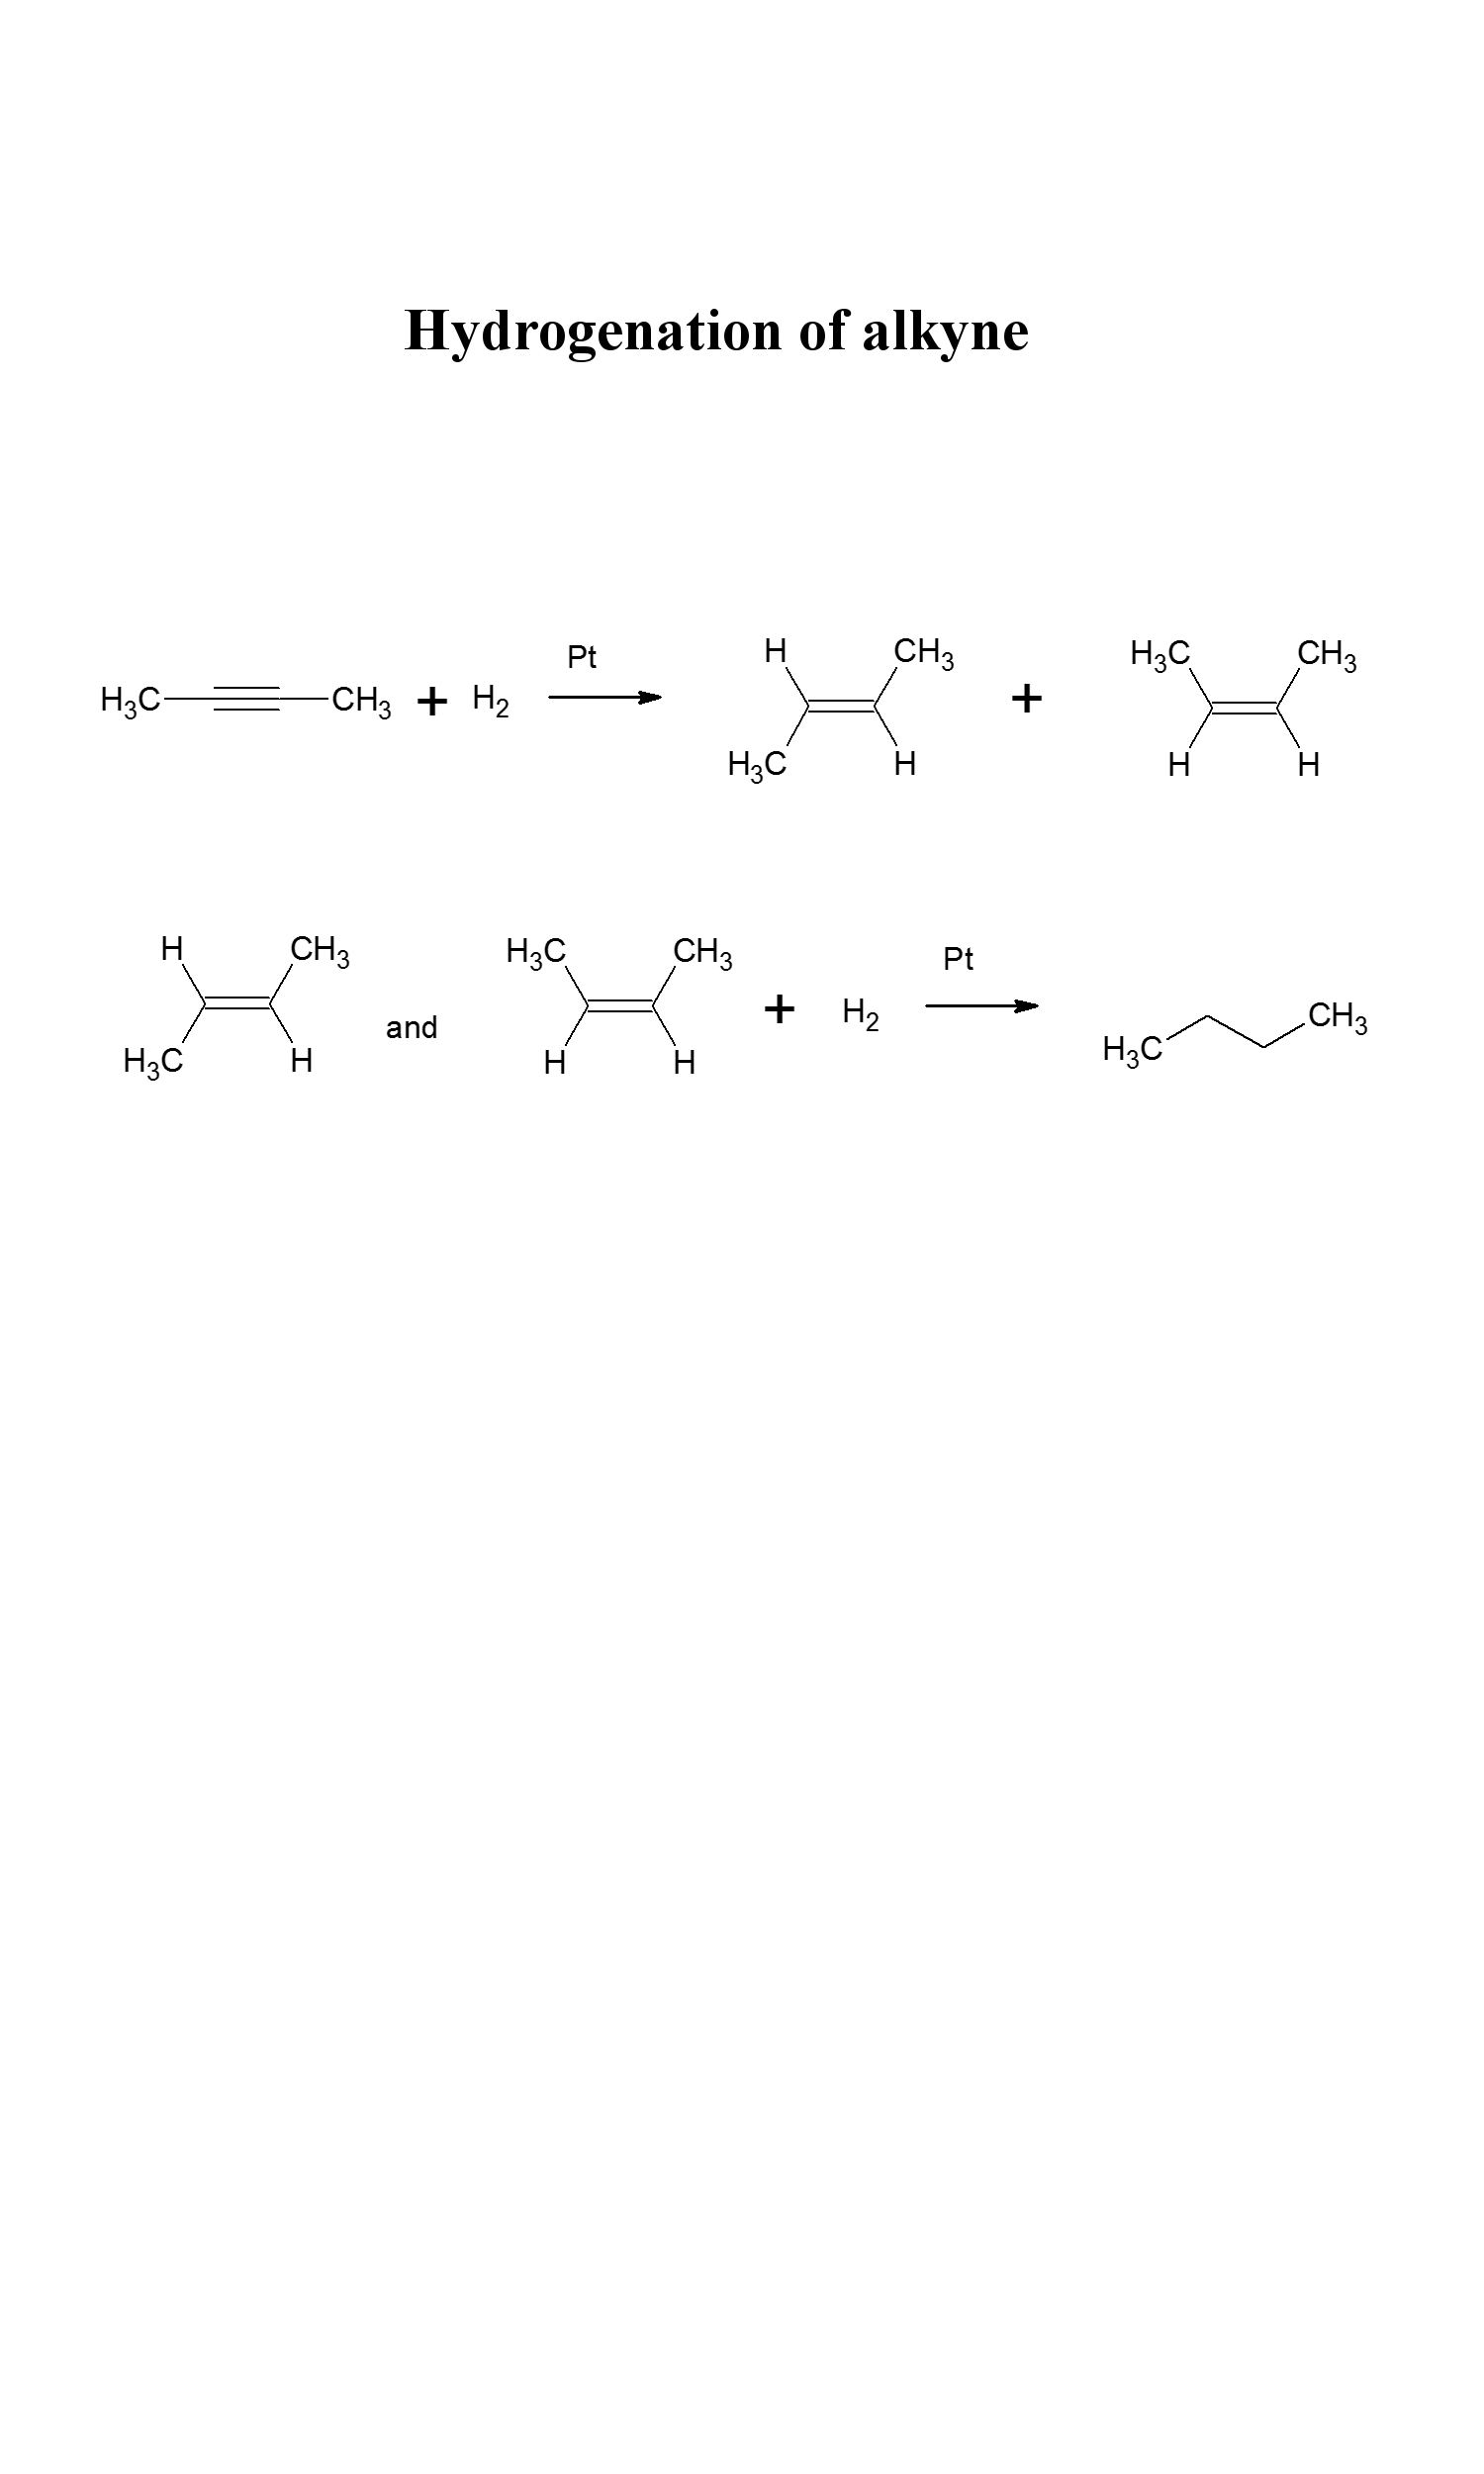 Hydrogenation of alkyne
H₃C CH₃ + H₂ Pt H CH₃ H₃C H + H₃C CH₃ H H
H CH₃ H₃C H and H₃C CH₃ H H + H₂ Pt H₃C CH₃